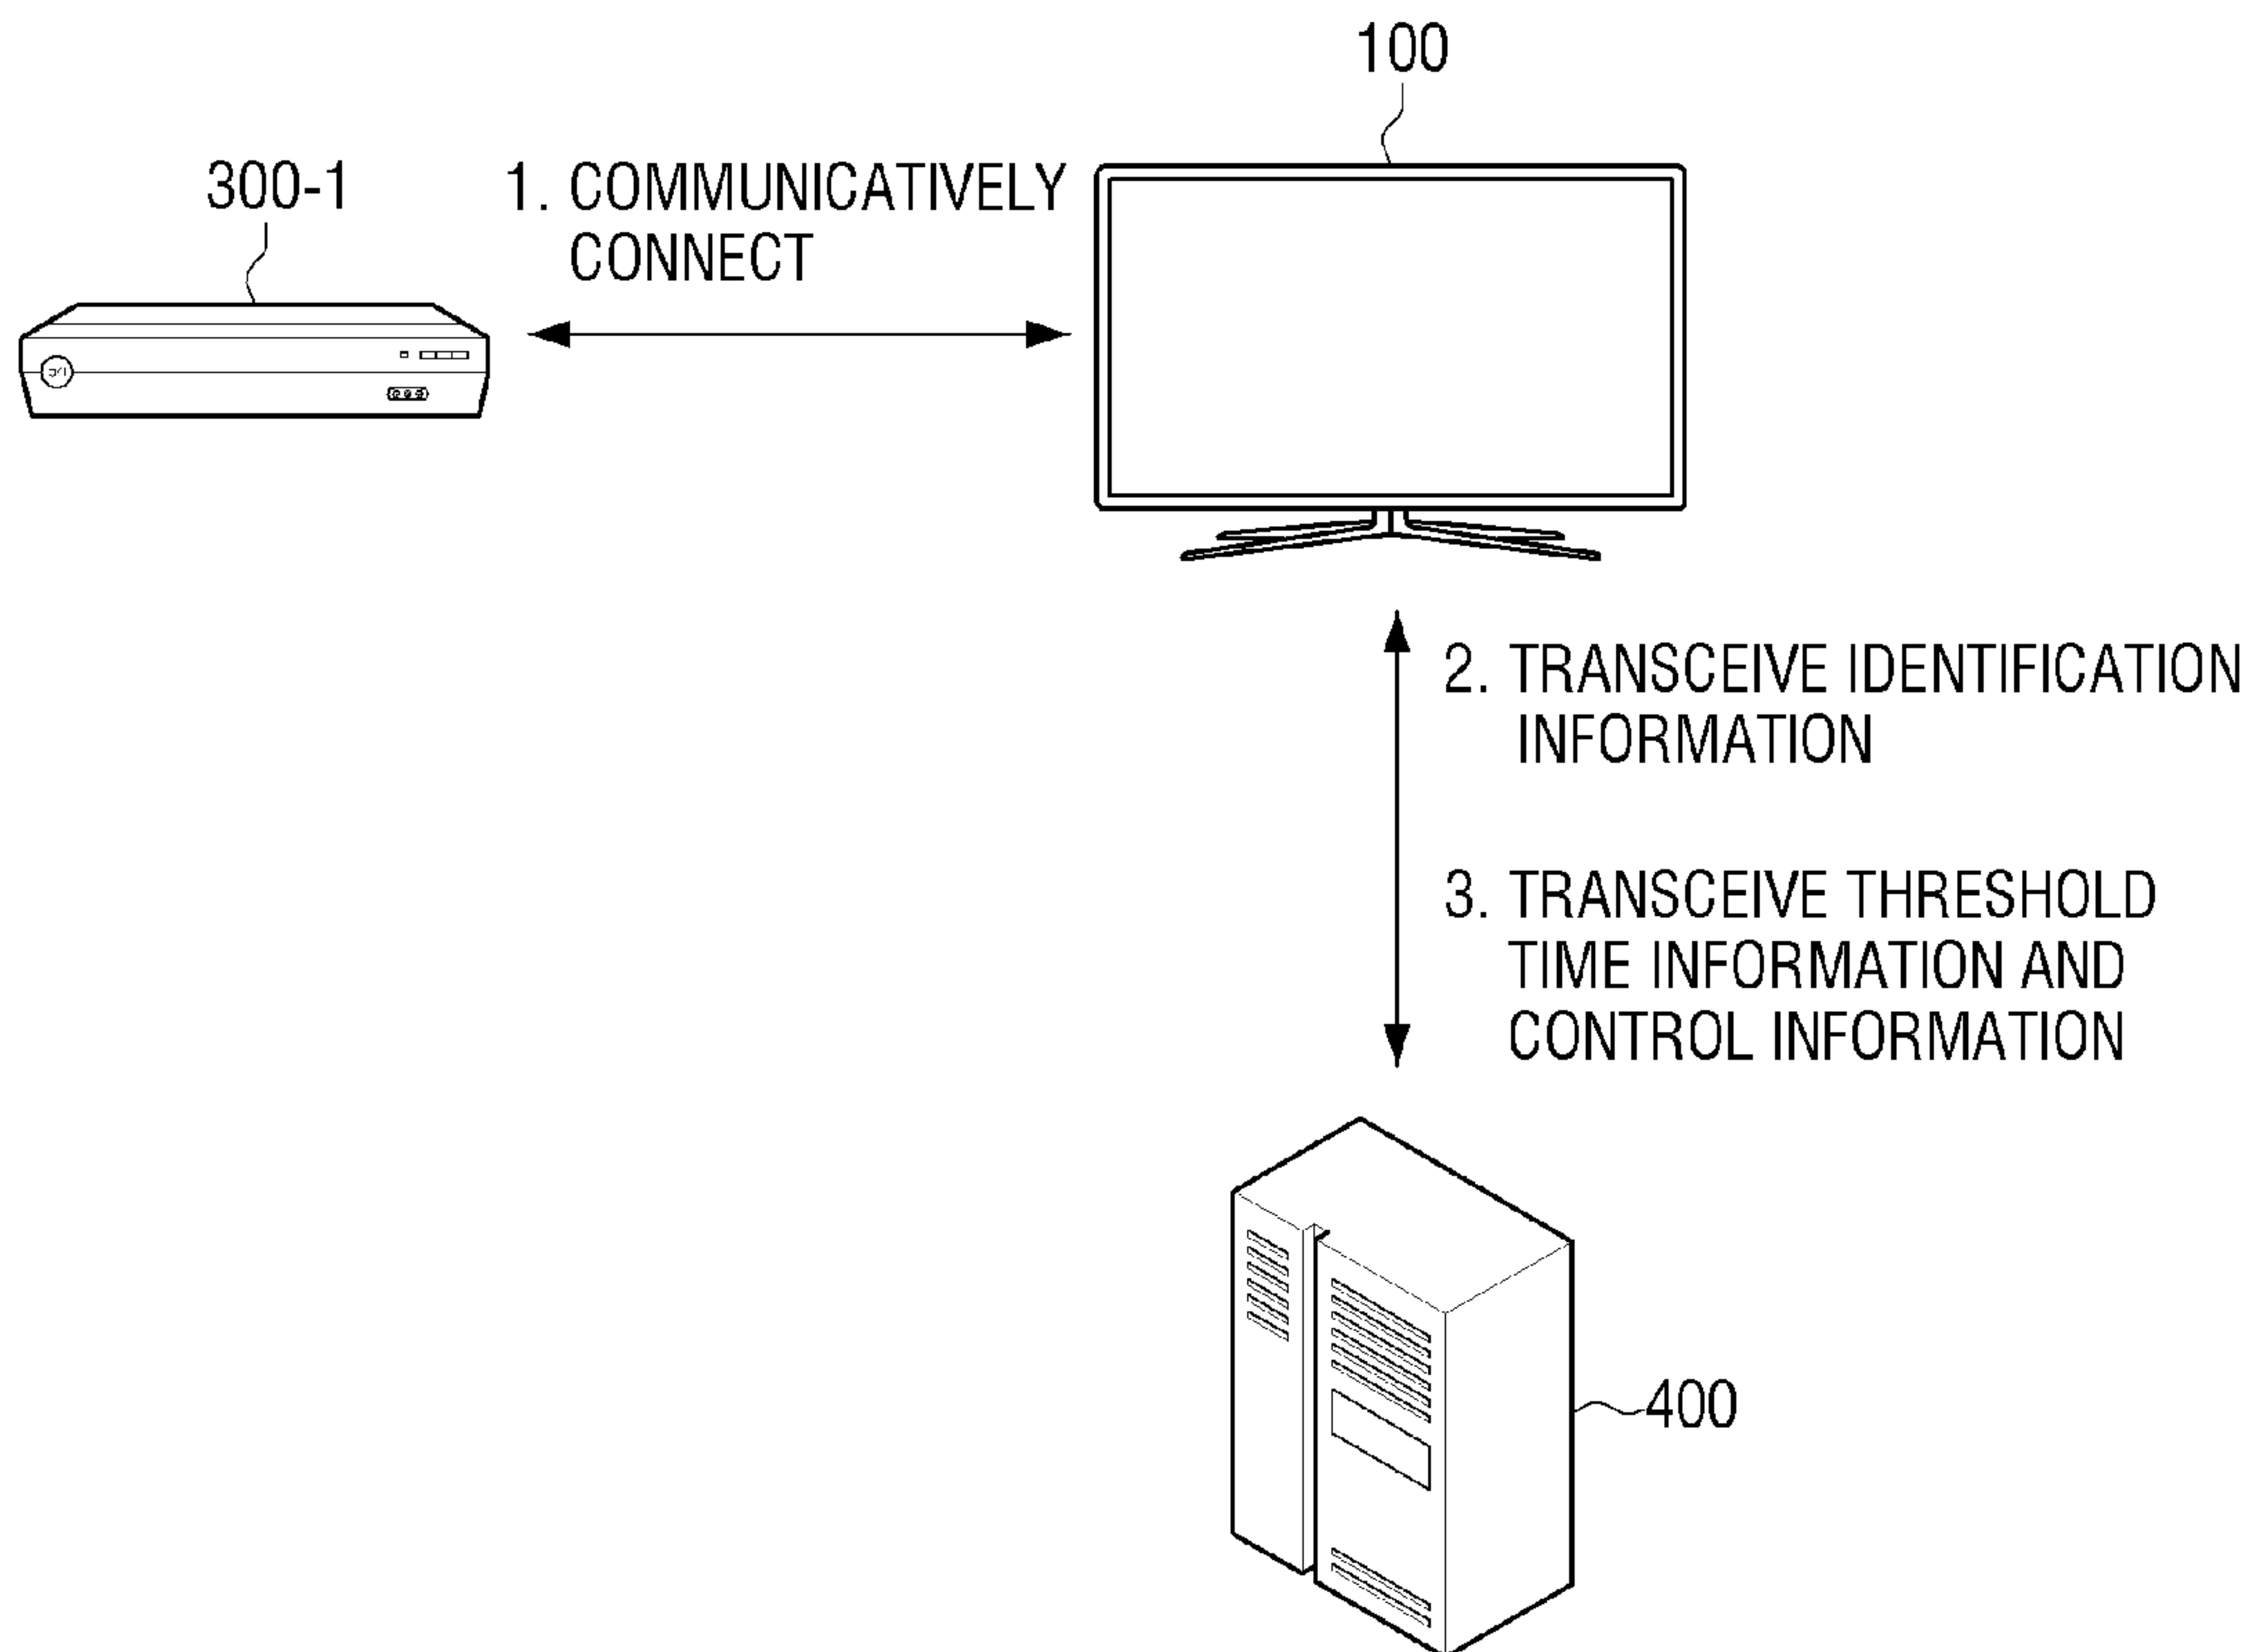 100
300-1
1. COMMUNICATIVELY
CONNECT
2. TRANSCEIVE IDENTIFICATION
INFORMATION
3. TRANSCEIVE THRESHOLD
TIME INFORMATION AND
CONTROL INFORMATION
400